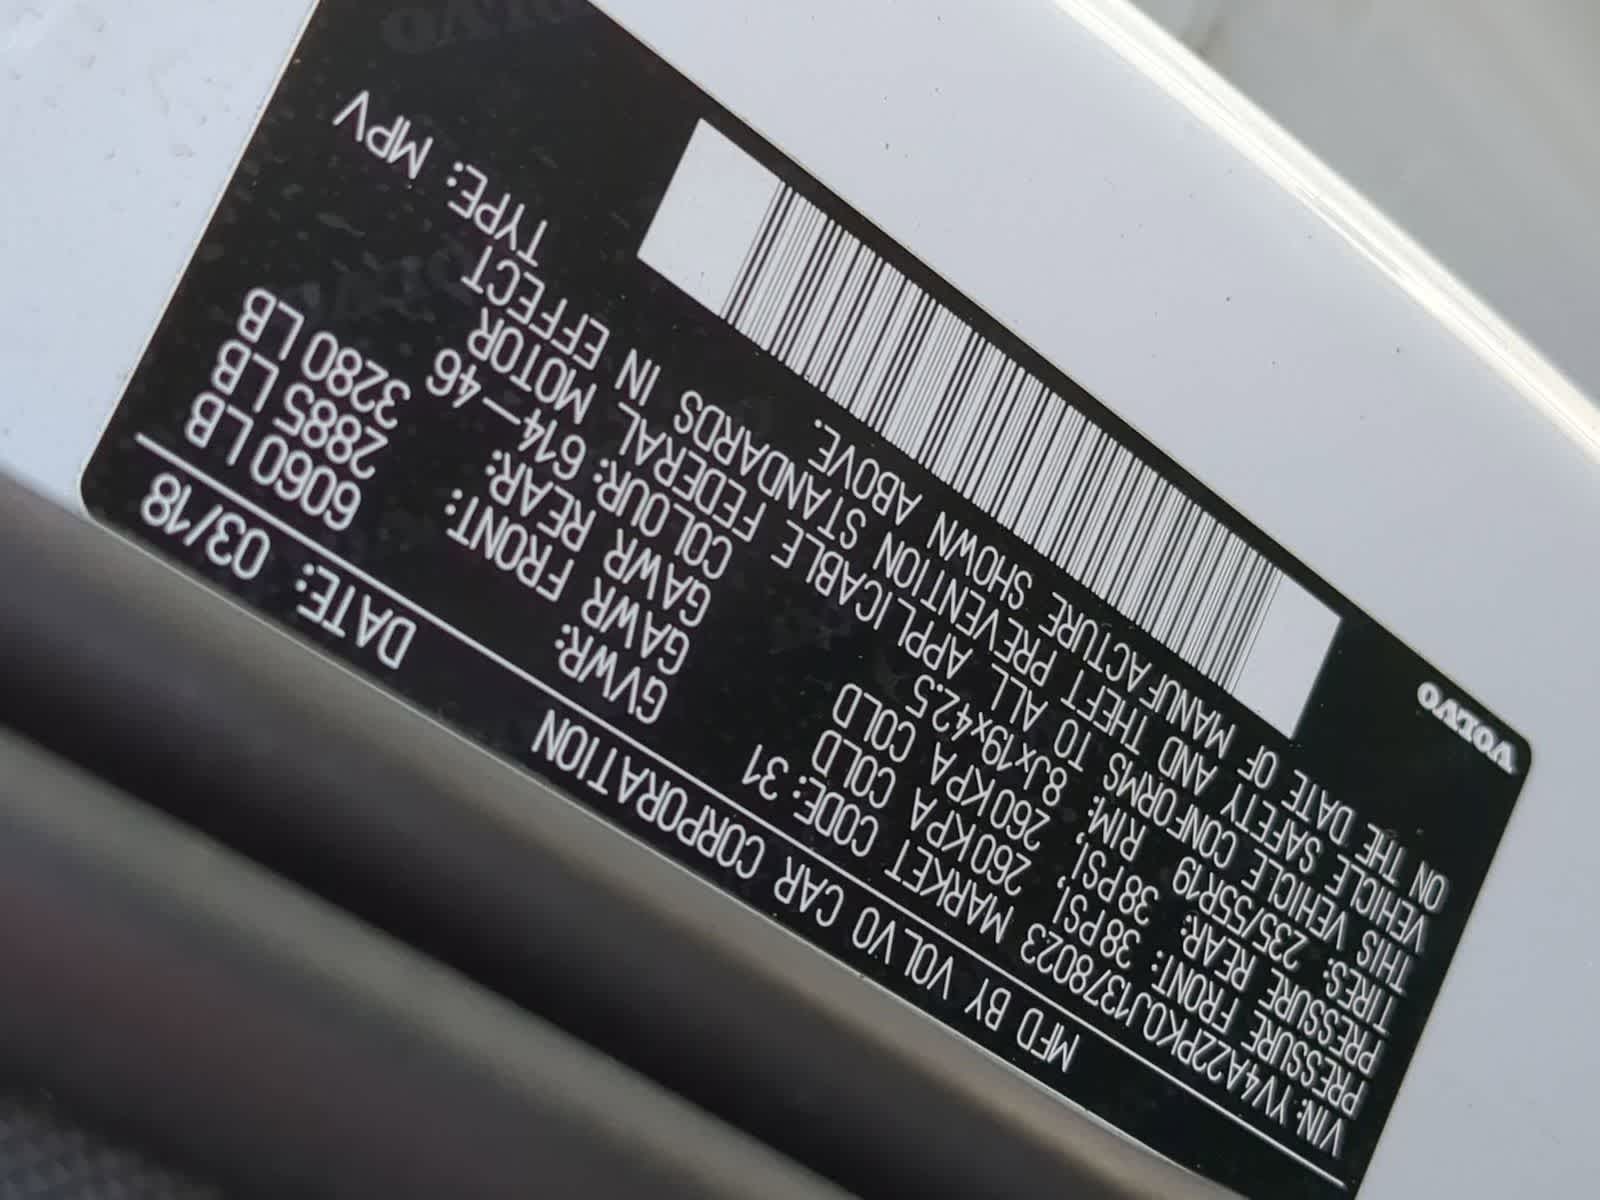 MFD BY VOLVO CAR CORPORATION DATE: 03/18
VIN: YV4A22PK0J1378023 MARKET CODE: 31 GVWR: 6060 LB
PRESSURE FRONT: 38PSI, 260KPA COLD GAWR FRONT: 2885 LB
PRESSURE REAR: 38PSI, 260KPA COLD GAWR REAR: 3280 LB
TIRES: 235/55R19 RIM: 8Jx19x42.5 COLOUR: 614-46
THIS VEHICLE CONFORMS TO ALL APPLICABLE FEDERAL MOTOR
VEHICLE SAFETY AND THEFT PREVENTION STANDARDS IN EFFECT
ON THE DATE OF MANUFACTURE SHOWN ABOVE. TYPE: MPV
VOLVO